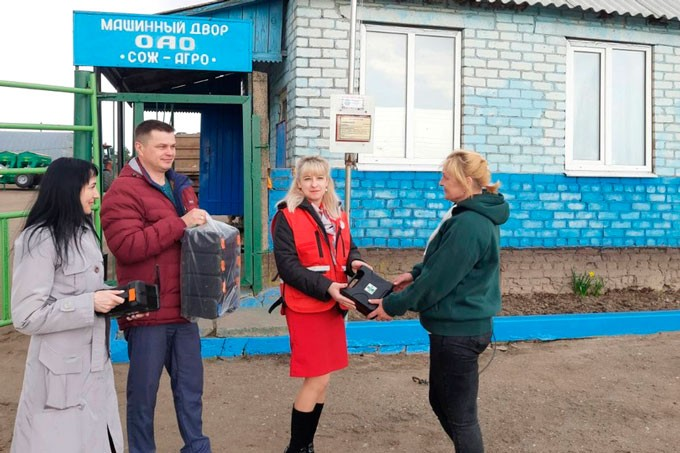 МАШИННЫЙ ДВОР
ОАО
• СОЖ – АГРО •